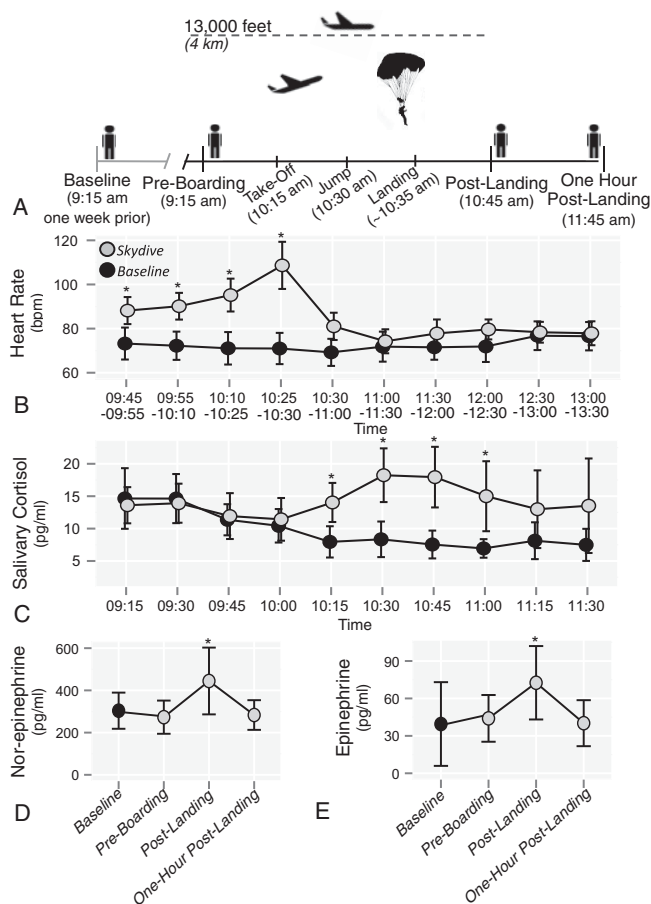 13,000 feet
(4 km)
Baseline
(9:15 am
one week prior)
Pre-Boarding
(9:15 am)
Take-Off
(10:15 am)
Jump
(10:30 am)
Landing
(~10:35 am)
Post-Landing
(10:45 am)
One Hour
Post-Landing
(11:45 am)
A
Heart Rate
(bpm)
120
100
80
60
Skydive
Baseline
* * * *
09:45 09:55 10:10 10:25 10:30 11:00 11:30 12:00 12:30 13:00
-09:55 -10:10 -10:25 -10:30 -11:00 -11:30 -12:00 -12:30 -13:00 -13:30
Time
B
Salivary Cortisol
(pg/ml)
20
15
10
5
* * * *
09:15 09:30 09:45 10:00 10:15 10:30 10:45 11:00 11:15 11:30
Time
C
Nor-epinephrine
(pg/ml)
600
400
200
0
*
Baseline
Pre-Boarding
Post-Landing
One-Hour Post-Landing
D
Epinephrine
(pg/ml)
90
60
30
0
*
Baseline
Pre-Boarding
Post-Landing
One-Hour Post-Landing
E